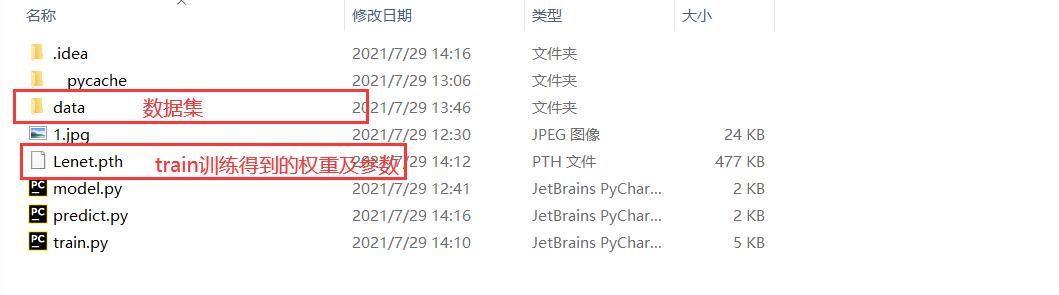 名称 修改日期 类型 大小
.idea 2021/7/29 14:16 文件夹
__pycache__ 2021/7/29 13:06 文件夹
data 数据集 2021/7/29 13:46 文件夹
1.jpg 2021/7/29 12:30 JPEG 图像 24 KB
Lenet.pth train训练得到的权重及参数 2021/7/29 14:12 PTH 文件 477 KB
model.py 2021/7/29 12:41 JetBrains PyChar... 2 KB
predict.py 2021/7/29 14:16 JetBrains PyChar... 2 KB
train.py 2021/7/29 14:10 JetBrains PyChar... 5 KB